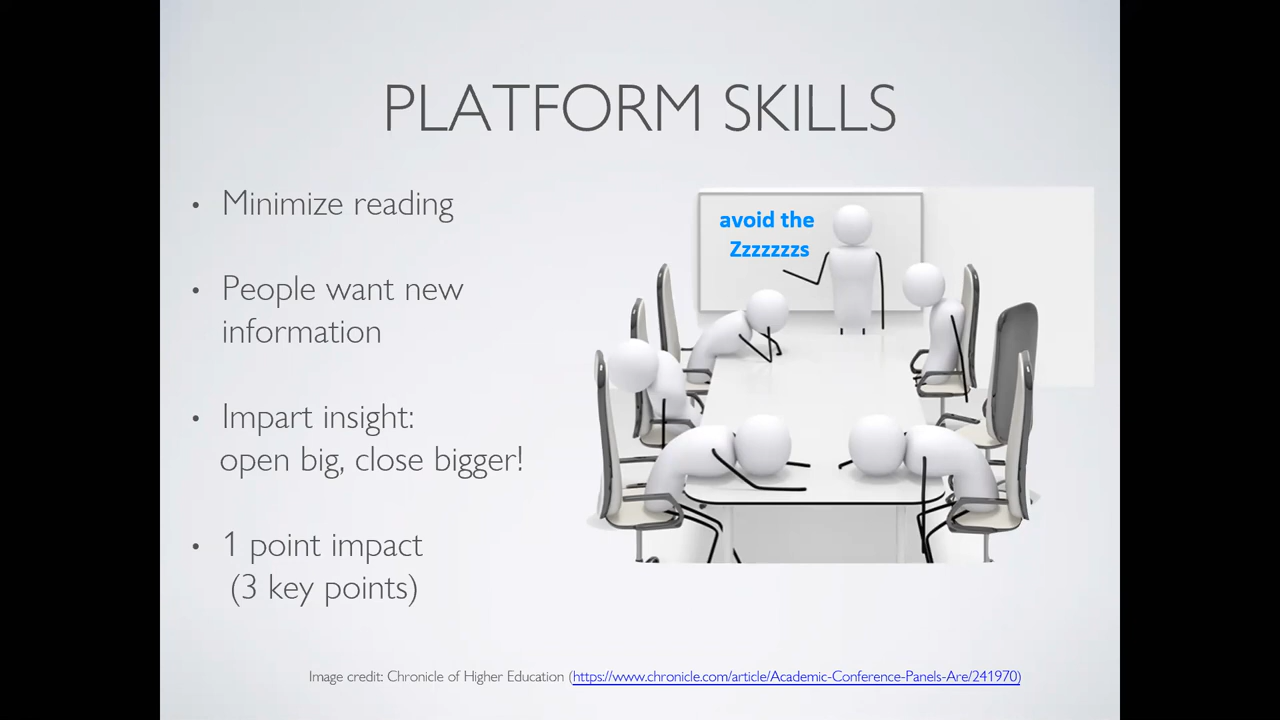 PLATFORM SKILLS
• Minimize reading
• People want new
information
• Impart insight:
open big, close bigger!
• 1 point impact
(3 key points)
avoid the
Zzzzzzzs
Image credit: Chronicle of Higher Education (https://www.chronicle.com/article/Academic-Conference-Panels-Are/241970)